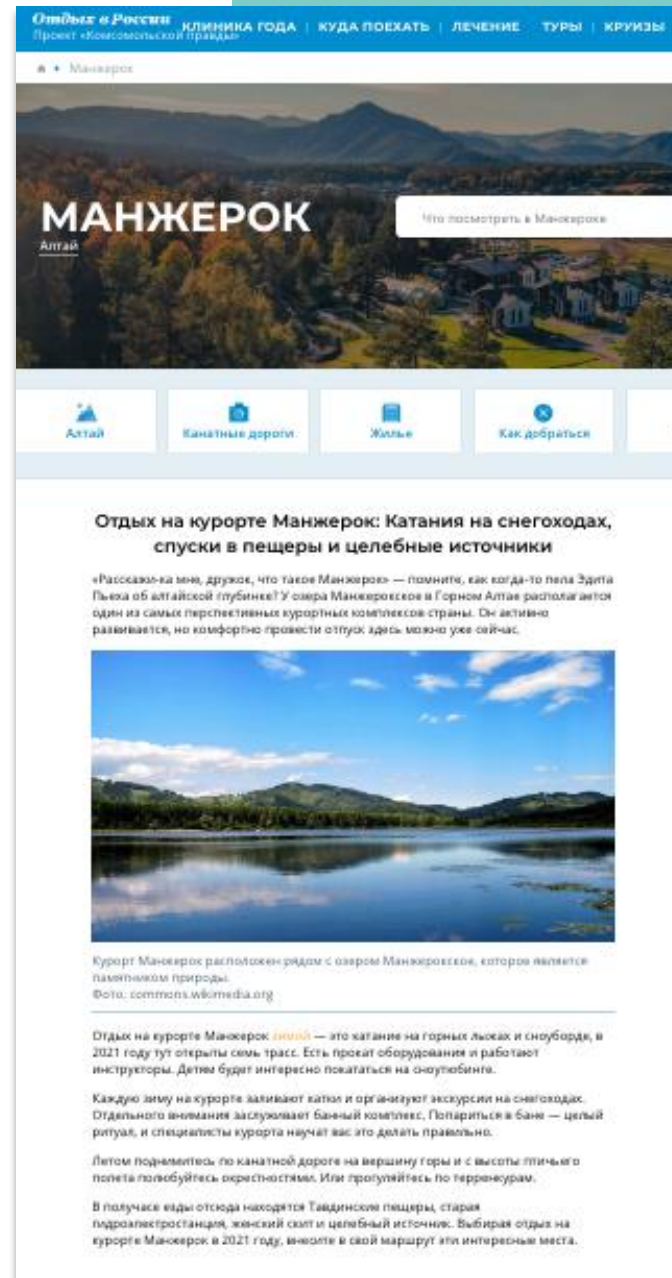 Отдых в России
Проект «Комсомольской правды»
КЛИНИКА ГОДА | КУДА ПОЕХАТЬ | ЛЕЧЕНИЕ ТУРЫ | КРУИЗЫ
Манжерок
МАНЖЕРОК
Алтай
Что посмотреть в Манжероке
Алтай
Канатные дороги
Жилье
Как добраться
Отдых на курорте Манжерок: Катания на снегоходах,
спуски в пещеры и целебные источники
«Расскажи-ка мне, дружок, что такое Манжерок» — помните, как когда-то пела Эдита
Пьеха об алтайской глубинке? У озера Манжерокское в Горном Алтае располагается
один из самых перспективных курортных комплексов страны. Он активно
развивается, но комфортно провести отпуск здесь можно уже сейчас.
Курорт Манжерок расположен рядом с озером Манжерокское, которое является
памятником природы.
Фото: commons.wikimedia.org
Отдых на курорте Манжерок зимой — это катание на горных лыжах и сноуборде, в
2021 году тут открыты семь трасс. Есть прокат оборудования и работают
инструкторы. Детям будет интересно покататься на сноутюбинге.
Каждую зиму на курорте заливают катки и организуют экскурсии на снегоходах.
Отдельного внимания заслуживает банный комплекс. Попариться в бане — целый
ритуал, и специалисты курорта научат вас это делать правильно.
Летом поднимитесь по канатной дороге на вершину горы и с высоты птичьего
полета полюбуйтесь окрестностями. Или прогуляйтесь по терренкурам.
В получасе езды отсюда находятся Тавдинские пещеры, старая
гидроэлектростанция, женский скит и целебный источник. Выбирая отдых на
курорте Манжерок в 2021 году, внесите в свой маршрут эти интересные места.